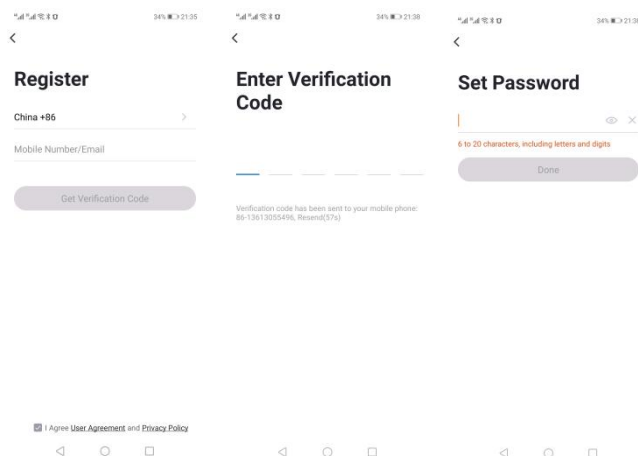 34% 21:35
Register
China +86
Mobile Number/Email
Get Verification Code
I Agree User Agreement and Privacy Policy
34% 21:38
Enter Verification
Code
Verification code has been sent to your mobile phone:
86-13613055496, Resend(57s)
34% 21:38
Set Password
6 to 20 characters, including letters and digits
Done